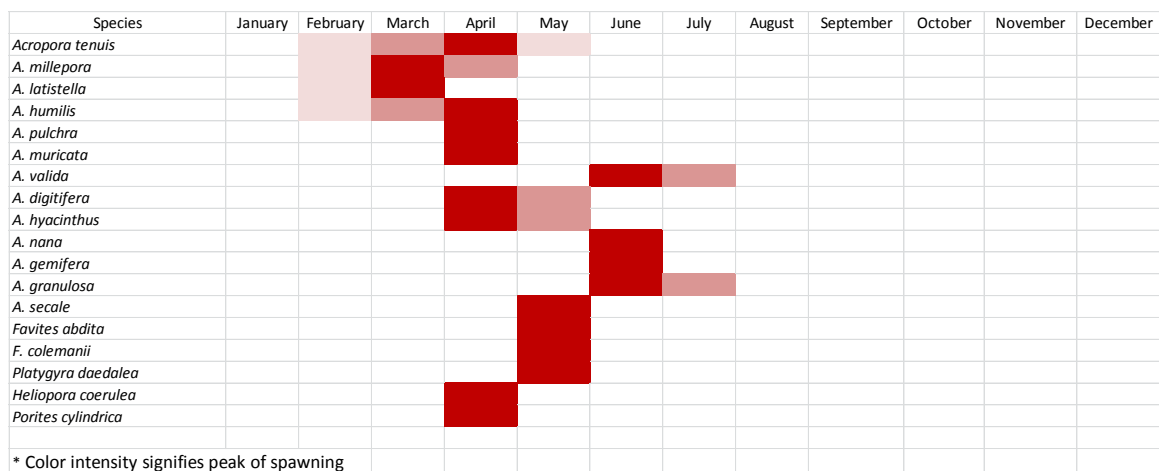 Species January February March April May June July August September October November December
Acropora tenuis
A. millepora
A. latistella
A. humilis
A. pulchra
A. muricata
A. valida
A. digitifera
A. hyacinthus
A. nana
A. gemifera
A. granulosa
A. secale
Favites abdita
F. colemanii
Platygyra daedalea
Heliopora coerulea
Porites cylindrica
* Color intensity signifies peak of spawning